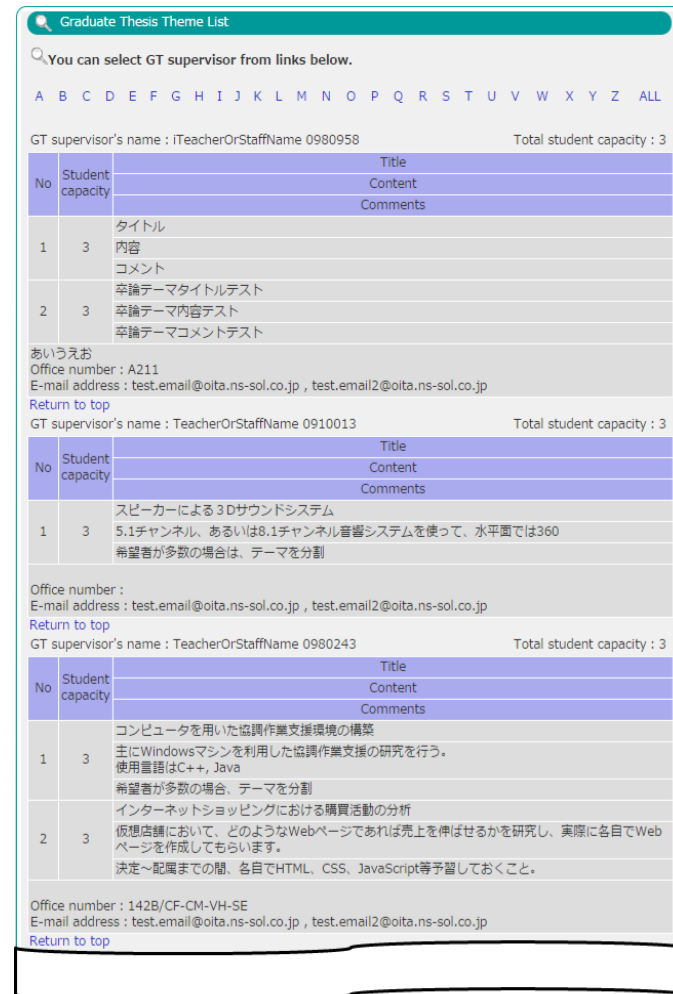 Graduate Thesis Theme List
You can select GT supervisor from links below.
A B C D E F G H I J K L M N O P Q R S T U V W X Y Z ALL
GT supervisor's name : iTeacherOrStaffName 0980958 Total student capacity : 3
No Student capacity Title
Content
Comments
タイトル
1 3 内容
コメント
卒論テーマタイトルテスト
2 3 卒論テーマ内容テスト
卒論テーマコメントテスト
あいうえお
Office number : A211
E-mail address : test.email@oita.ns-sol.co.jp , test.email2@oita.ns-sol.co.jp
Return to top
GT supervisor's name : TeacherOrStaffName 0910013 Total student capacity : 3
No Student capacity Title
Content
Comments
スピーカーによる3Dサウンドシステム
1 3 5.1チャンネル、あるいは8.1チャンネル音響システムを使って、水平面では360
希望者が多数の場合は、テーマを分割
Office number :
E-mail address : test.email@oita.ns-sol.co.jp , test.email2@oita.ns-sol.co.jp
Return to top
GT supervisor's name : TeacherOrStaffName 0980243 Total student capacity : 3
No Student capacity Title
Content
Comments
コンピュータを用いた協調作業支援環境の構築
1 3 主にWindowsマシンを利用した協調作業支援の研究を行う。
使用言語はC++, Java
希望者が多数の場合、テーマを分割
インターネットショッピングにおける購買活動の分析
2 3 仮想店舗において、どのようなWebページであれば売上を伸ばせるかを研究し、実際に各自でWeb
ページを作成してもらいます。
決定～配属までの間、各自でHTML、CSS、JavaScript等予習しておくこと。
Office number : 142B/CF-CM-VH-SE
E-mail address : test.email@oita.ns-sol.co.jp , test.email2@oita.ns-sol.co.jp
Return to top